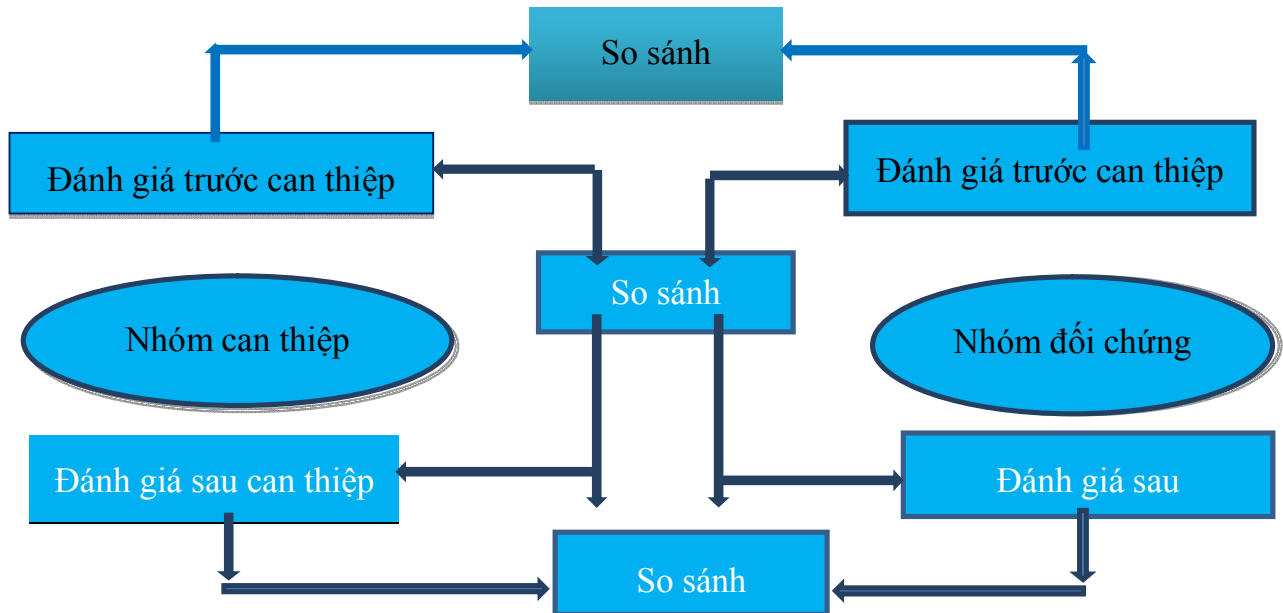 So sánh
Đánh giá trước can thiệp
Đánh giá trước can thiệp
So sánh
Nhóm can thiệp
Nhóm đối chứng
Đánh giá sau can thiệp
Đánh giá sau
So sánh